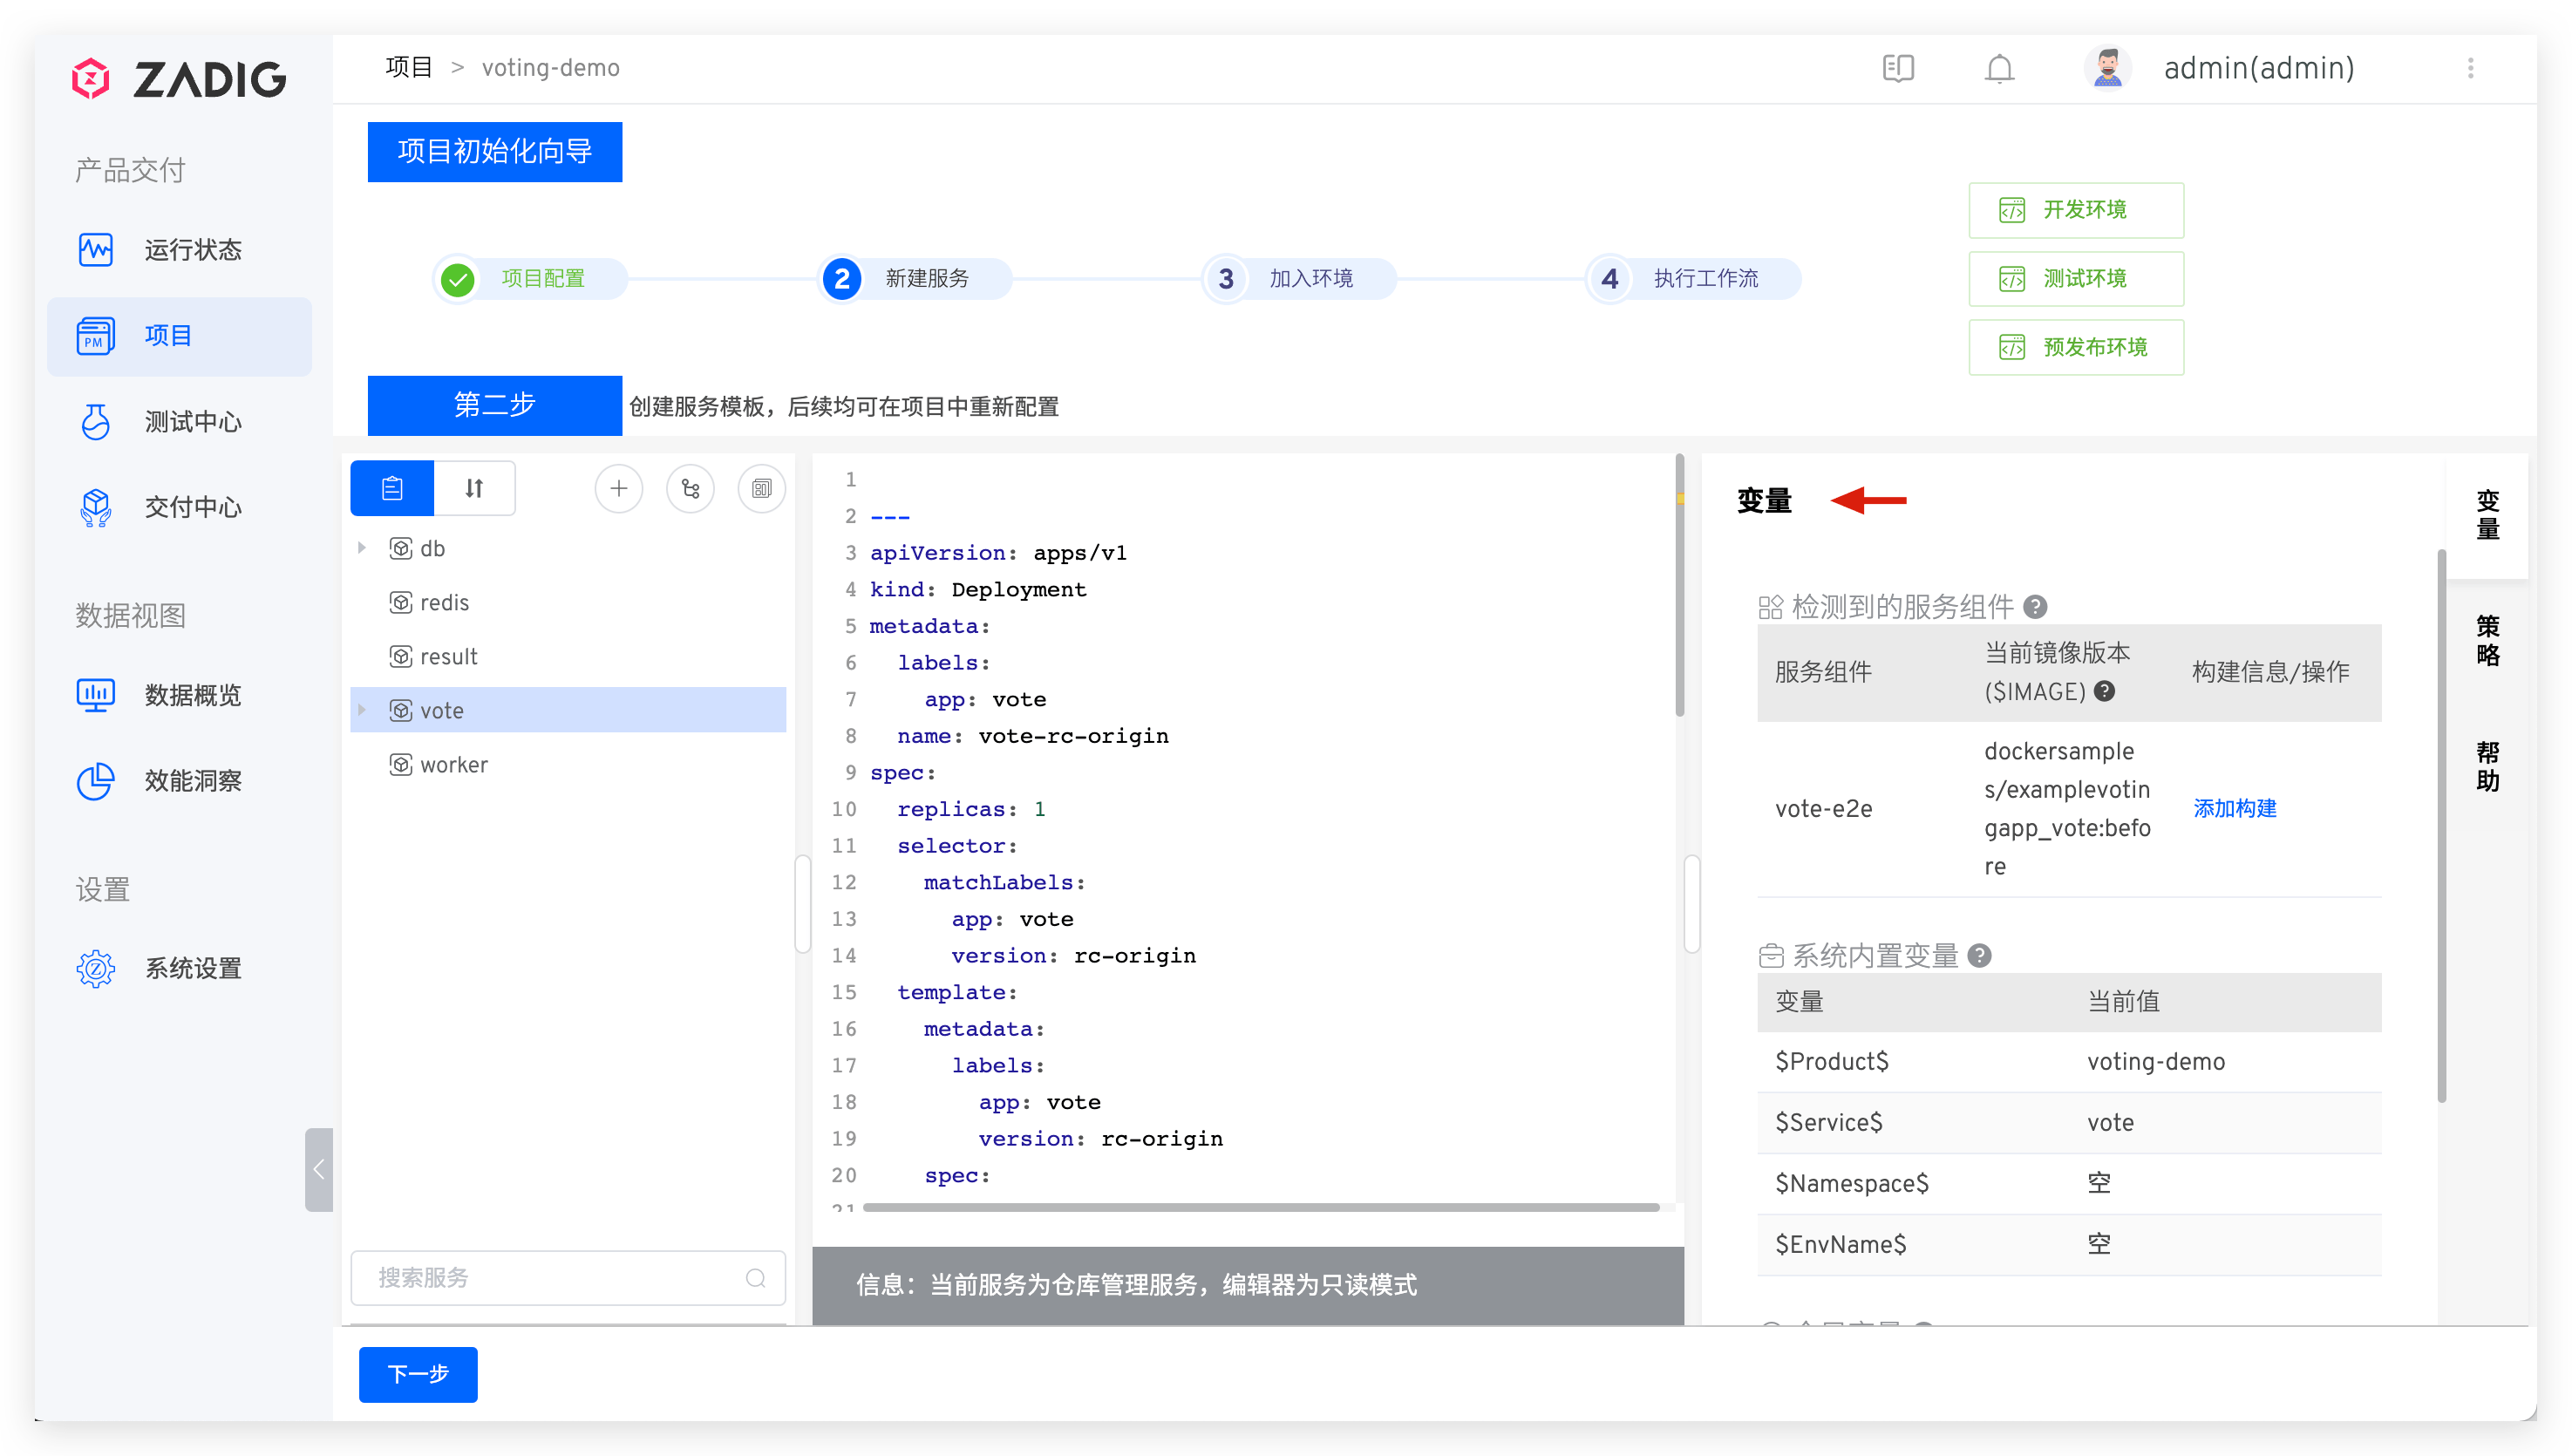 ZADIG
项目 > voting-demo
admin(admin)
产品交付
运行状态
PM
项目
测试中心
交付中心
数据视图
数据概览
效能洞察
设置
系统设置
项目初始化向导
项目配置
2 新建服务
3 加入环境
4 执行工作流
开发环境
测试环境
预发布环境
第二步 创建服务模板，后续均可在项目中重新配置
db
redis
result
vote
worker
搜索服务
1
2 ---
3 apiVersion: apps/v1
4 kind: Deployment
5 metadata:
6   labels:
7     app: vote
8   name: vote-rc-origin
9 spec:
10   replicas: 1
11   selector:
12     matchLabels:
13       app: vote
14       version: rc-origin
15   template:
16     metadata:
17       labels:
18         app: vote
19         version: rc-origin
20     spec:
21
信息：当前服务为仓库管理服务，编辑器为只读模式
变量
检测到的服务组件 ?
服务组件 当前镜像版本($IMAGE) ? 构建信息/操作
vote-e2e dockersample
s/examplevotin
gapp_vote:befo
re
添加构建
系统内置变量 ?
变量 当前值
$Product$ voting-demo
$Service$ vote
$Namespace$ 空
$EnvName$ 空
变量
策略
帮助
下一步